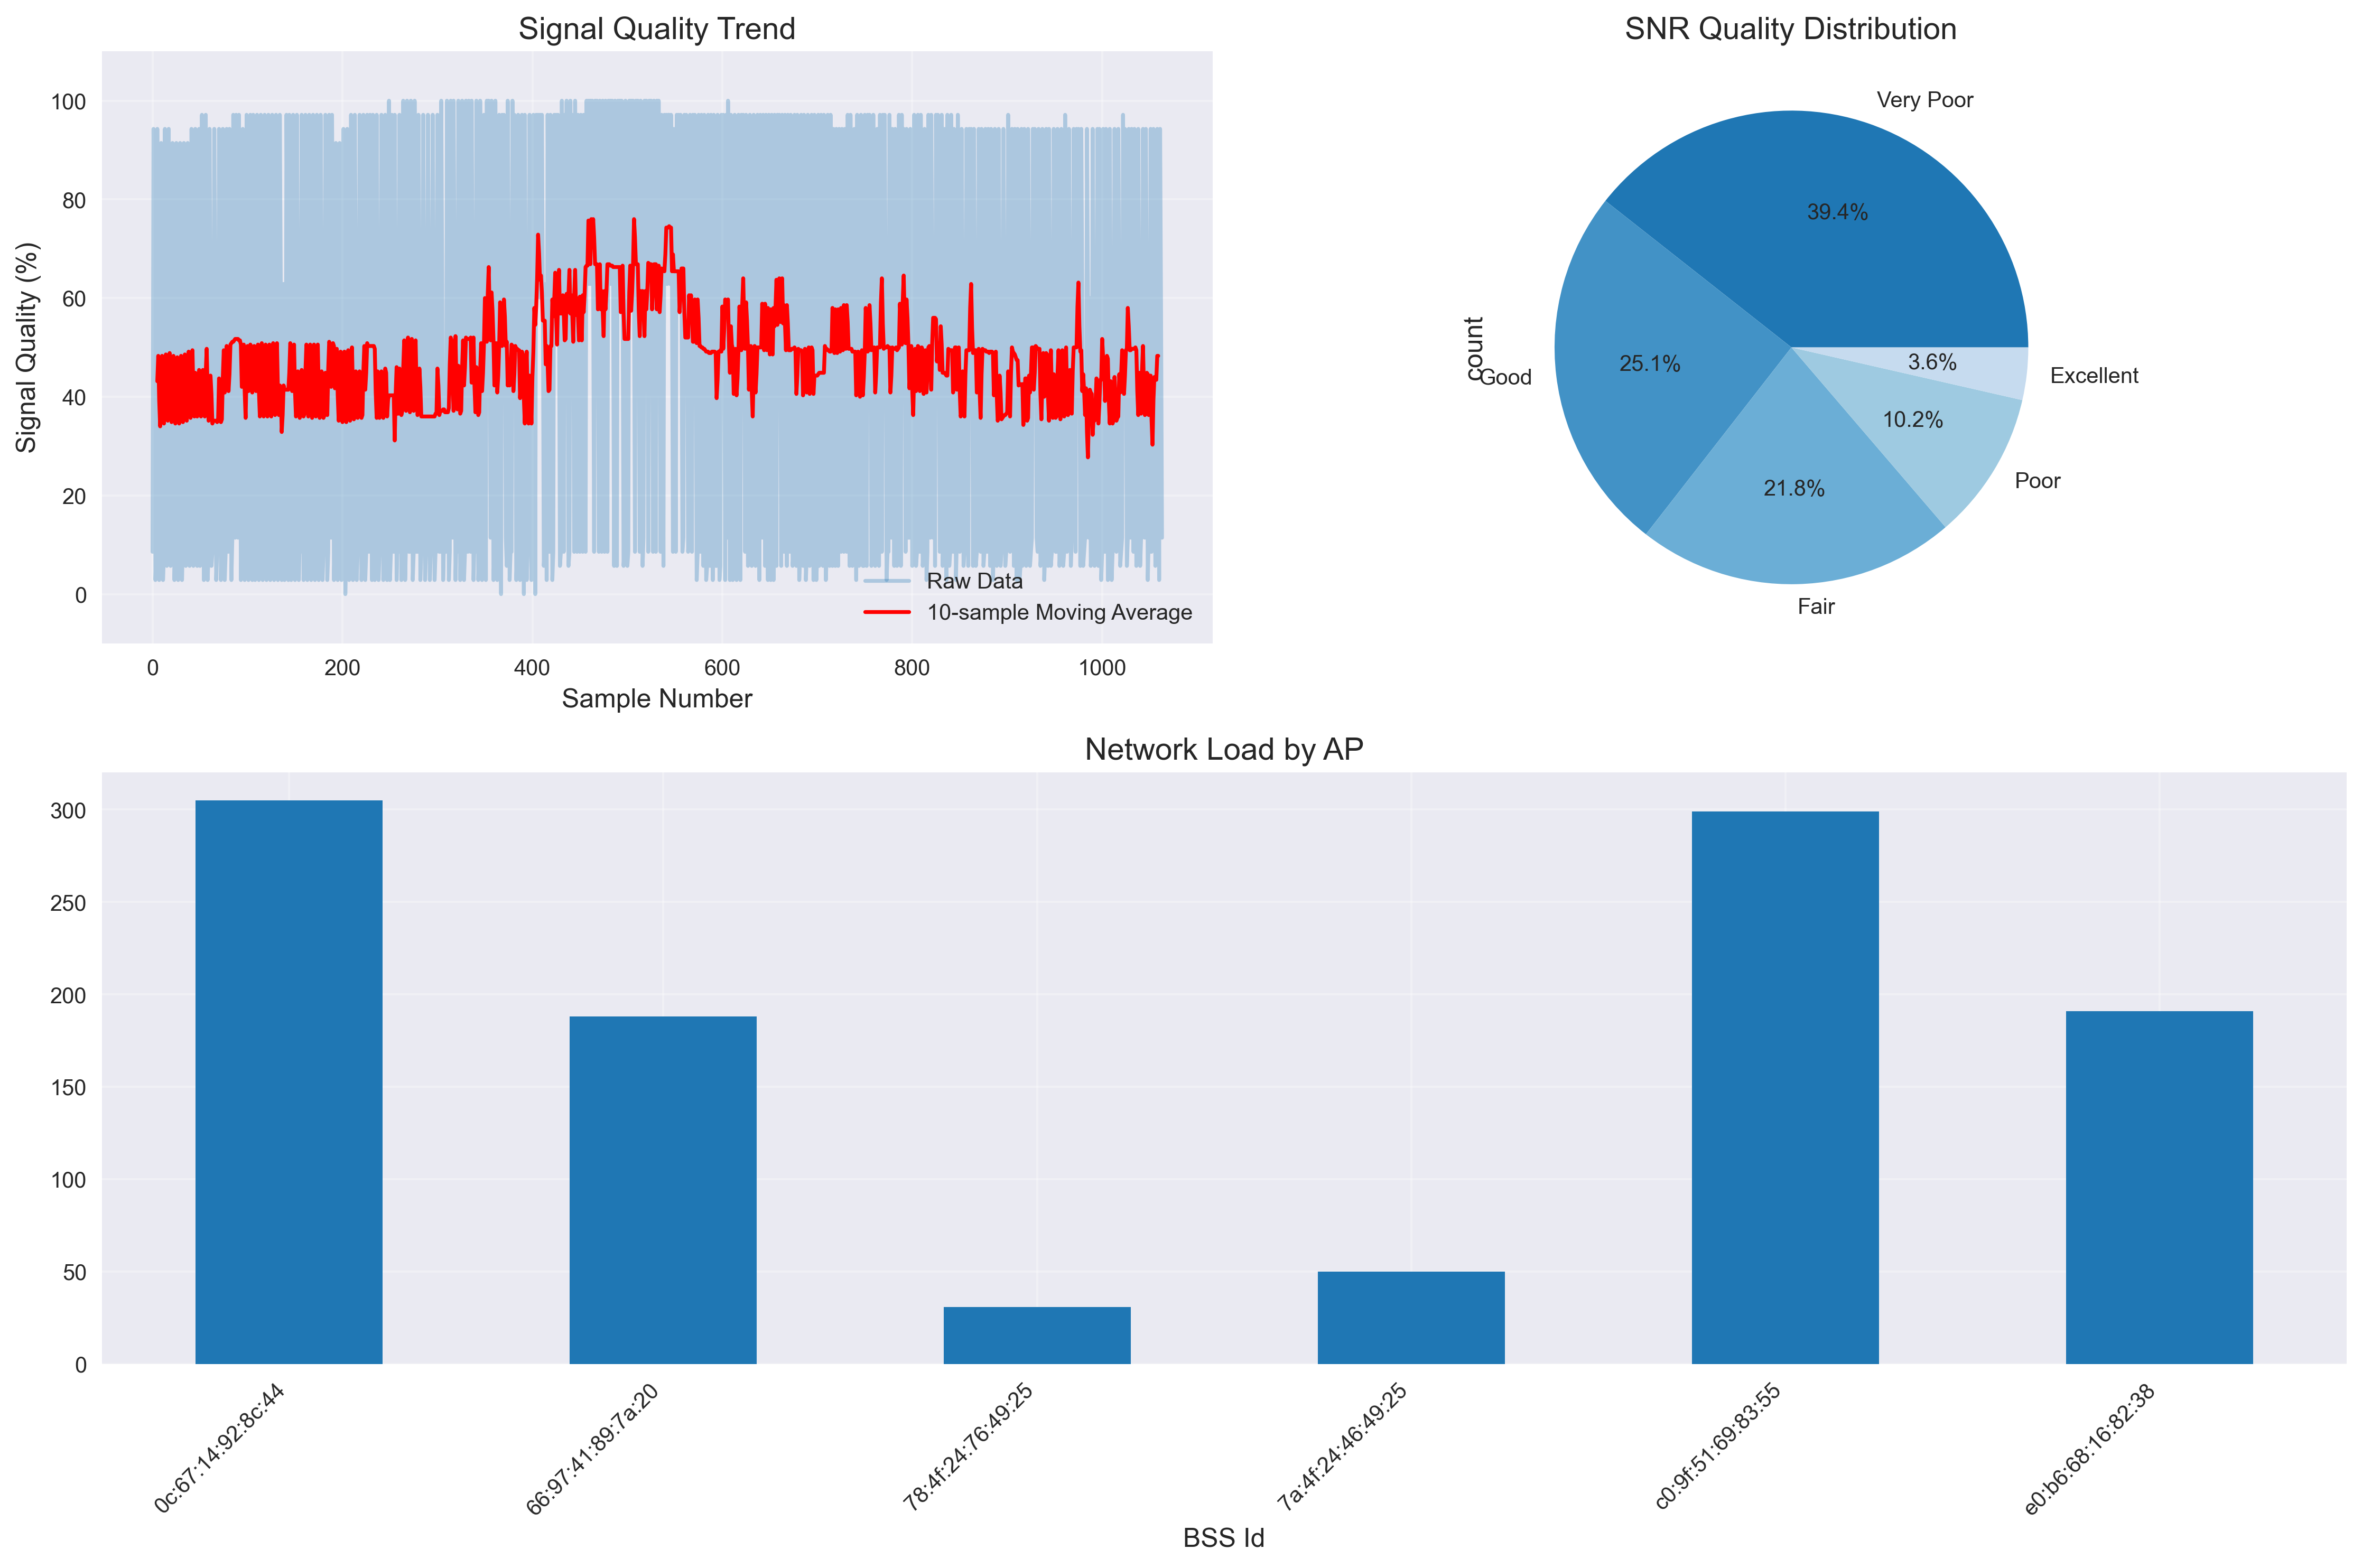 Signal Quality Trend
Signal Quality (%)
100
80
60
40
20
0
Raw Data
10-sample Moving Average
0
200
400
600
800
1000
Sample Number
SNR Quality Distribution
count
Very Poor
39.4%
Good
25.1%
Fair
21.8%
Poor
10.2%
Excellent
3.6%
Network Load by AP
300
250
200
150
100
50
0
0c:67:14:92:8c:44
66:97:41:89:7a:20
78:4f:24:76:49:25
7a:4f:24:46:49:25
c0:9f:51:69:83:55
e0:b6:68:16:82:38
BSS Id